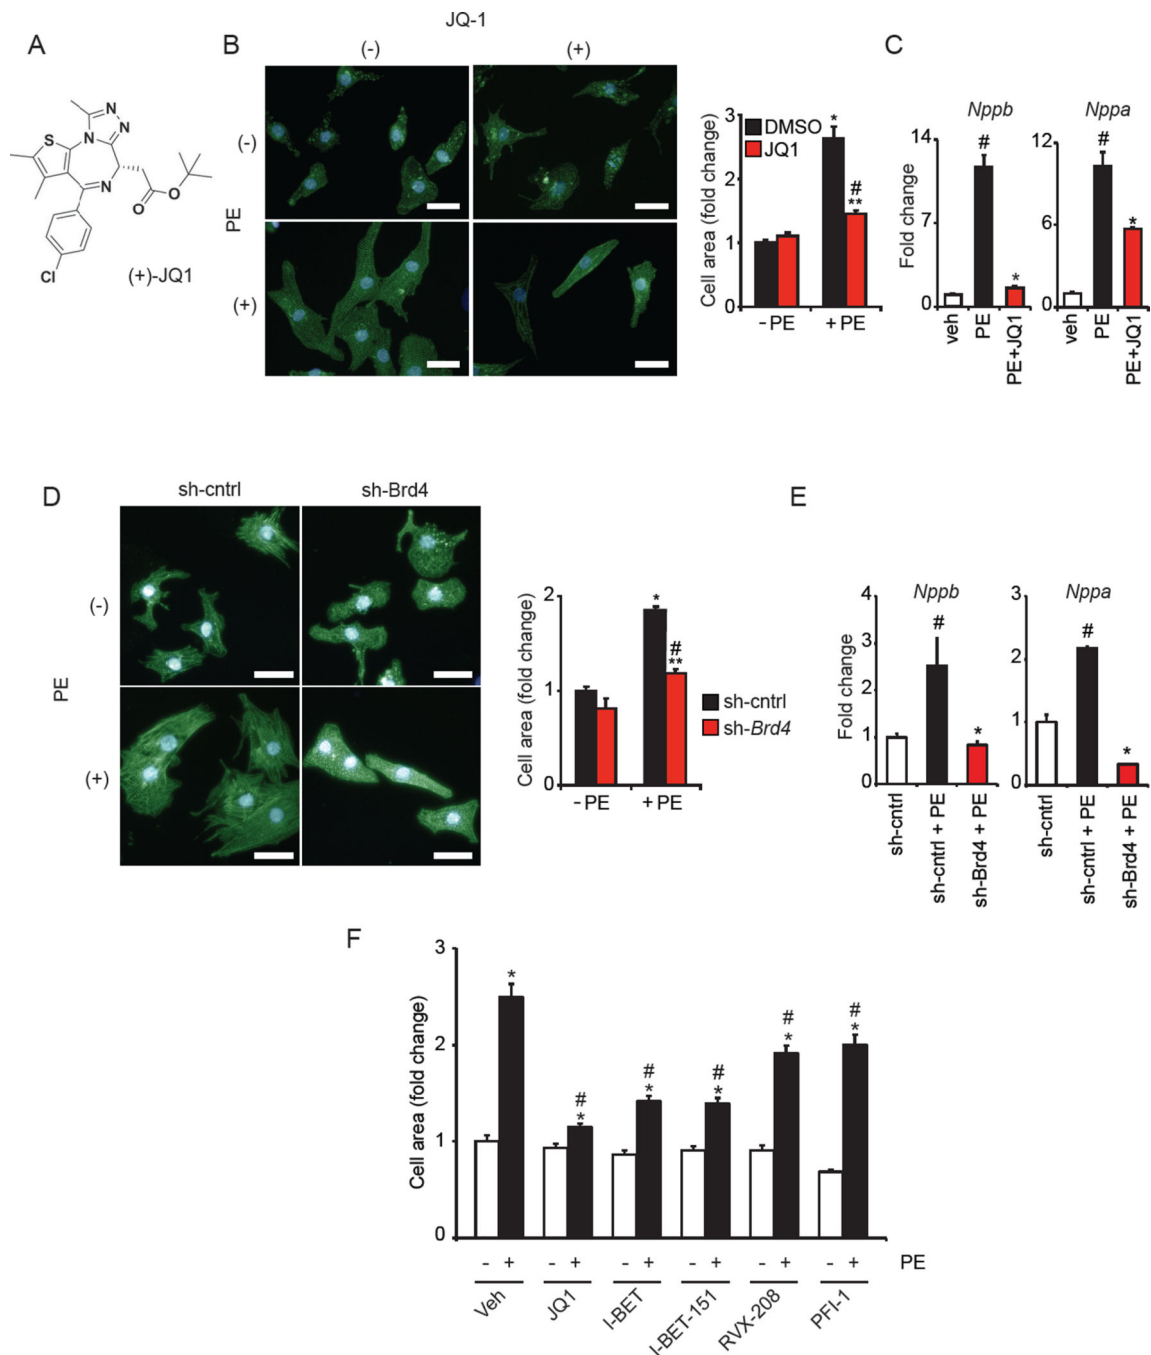 JQ-1
A
B
(-)
(+)
C
N
N
N
S
N
O
O
Cl
(+)-JQ1
PE
(-)
(+)
Cell area (fold change)
3
2
1
0
DMSO
JQ1
*
#
**
- PE
+ PE
Nppb
Fold change
14
7
0
#
*
veh
PE
PE+JQ1
Nppa
12
6
0
#
*
veh
PE
PE+JQ1
D
sh-cntrl
sh-Brd4
PE
(-)
(+)
Cell area (fold change)
2
1
0
*
#
**
sh-cntrl
sh-Brd4
- PE
+ PE
E
Nppb
Fold change
4
3
2
1
0
#
*
sh-cntrl
sh-cntrl + PE
sh-Brd4 + PE
Nppa
3
2
1
0
#
*
sh-cntrl
sh-cntrl + PE
sh-Brd4 + PE
F
Cell area (fold change)
3
2
1
0
*
#
*
#
*
#
*
#
*
#
*
- + - + - + - + - + - + PE
Veh
JQ1
I-BET
I-BET-151
RVX-208
PFI-1